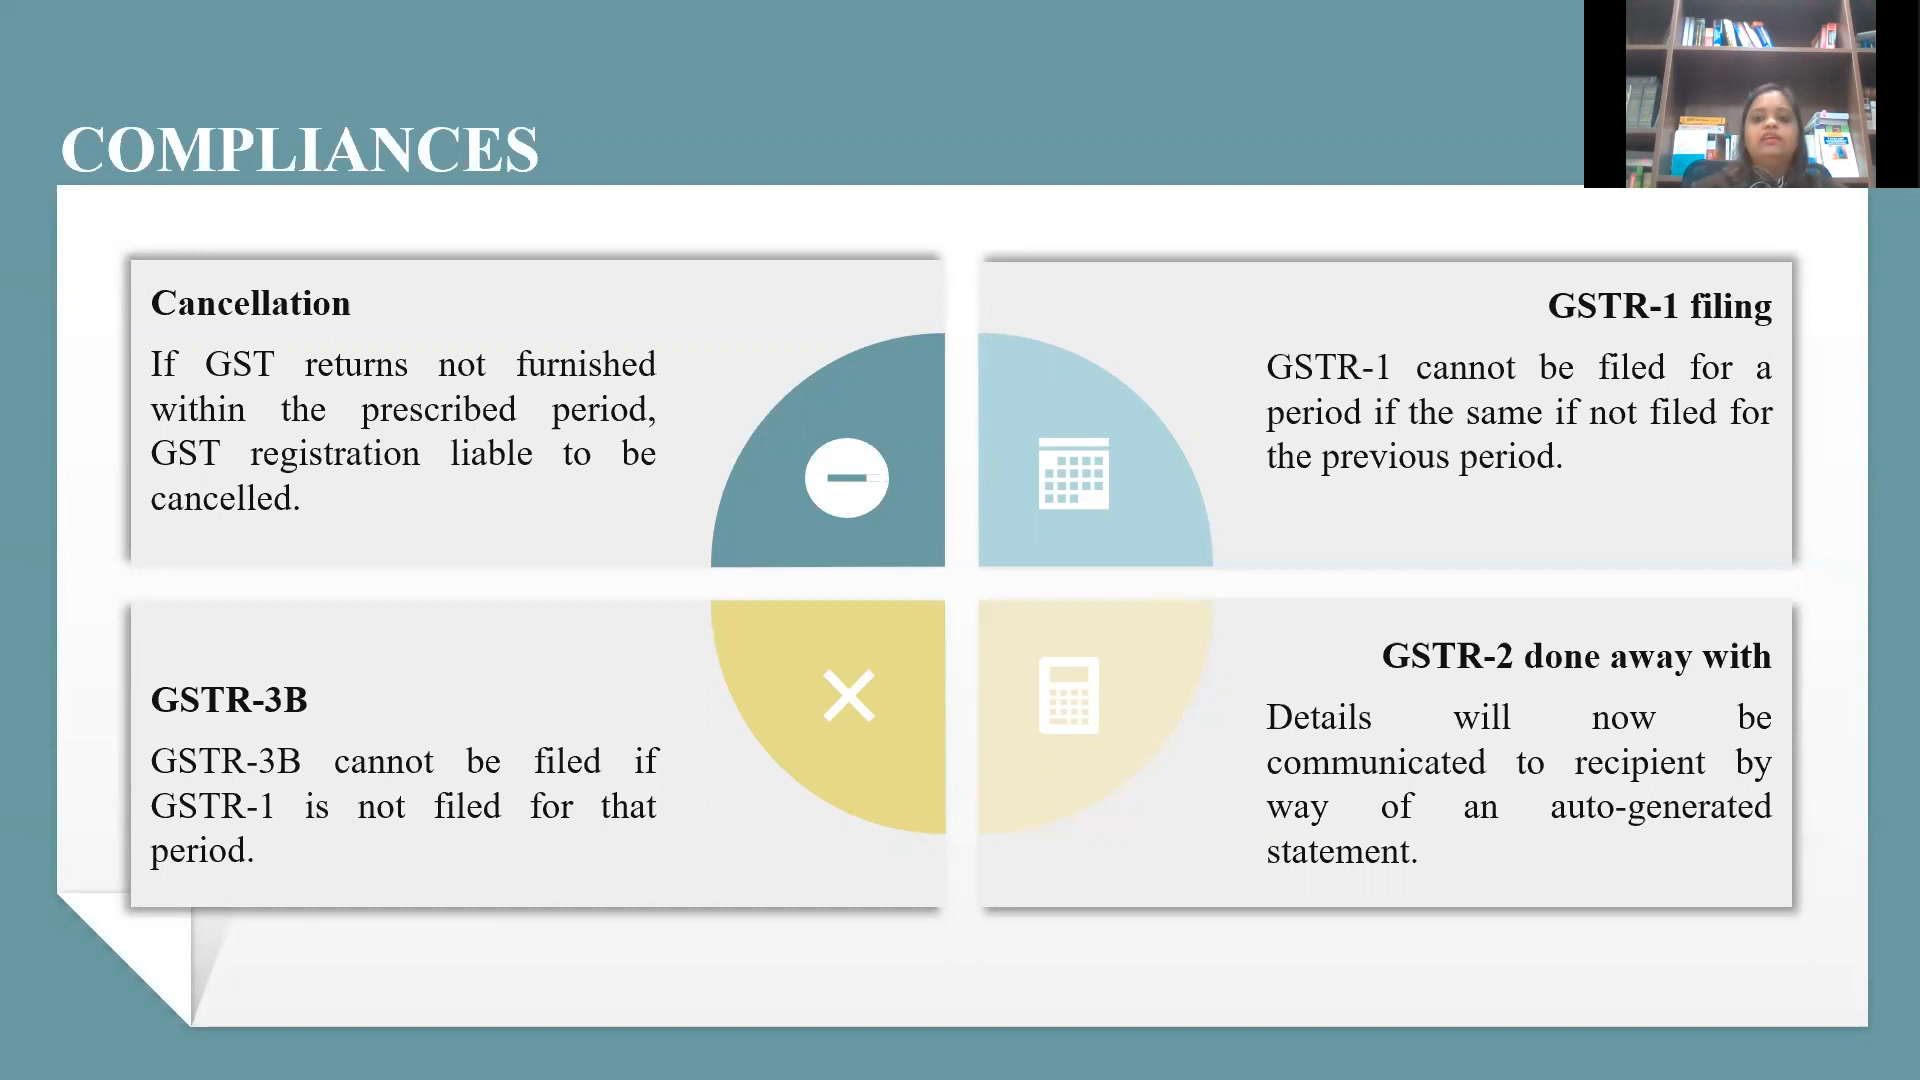 COMPLIANCES
Cancellation
If GST returns not furnished
within the prescribed period,
GST registration liable to be
cancelled.
GSTR-1 filing
GSTR-1 cannot be filed for a
period if the same if not filed for
the previous period.
GSTR-3B
GSTR-3B cannot be filed if
GSTR-1 is not filed for that
period.
GSTR-2 done away with
Details will now be
communicated to recipient by
way of an auto-generated
statement.